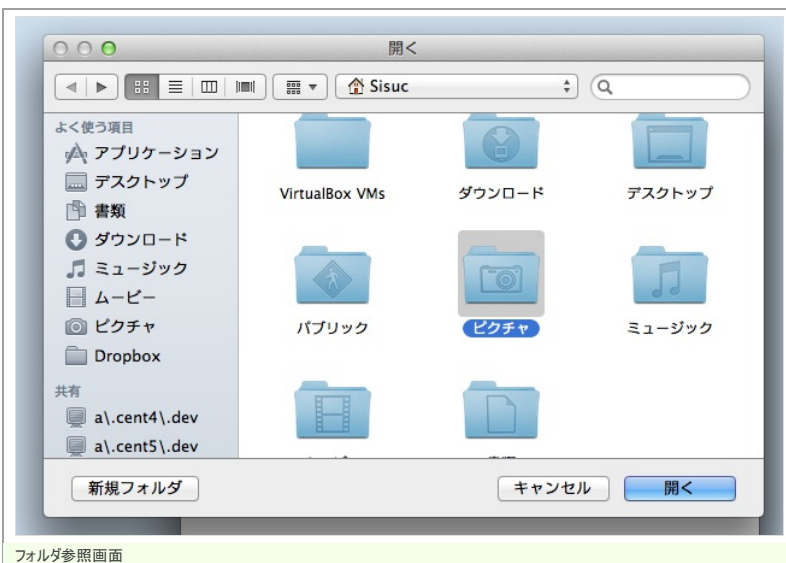 開く
Sisuc
よく使う項目
アプリケーション
デスクトップ
書類
ダウンロード
ミュージック
ムービー
ピクチャ
Dropbox
共有
a\.cent4\.dev
a\.cent5\.dev
VirtualBox VMs
ダウンロード
デスクトップ
パブリック
ピクチャ
ミュージック
新規フォルダ
キャンセル
開く
フォルダ参照画面